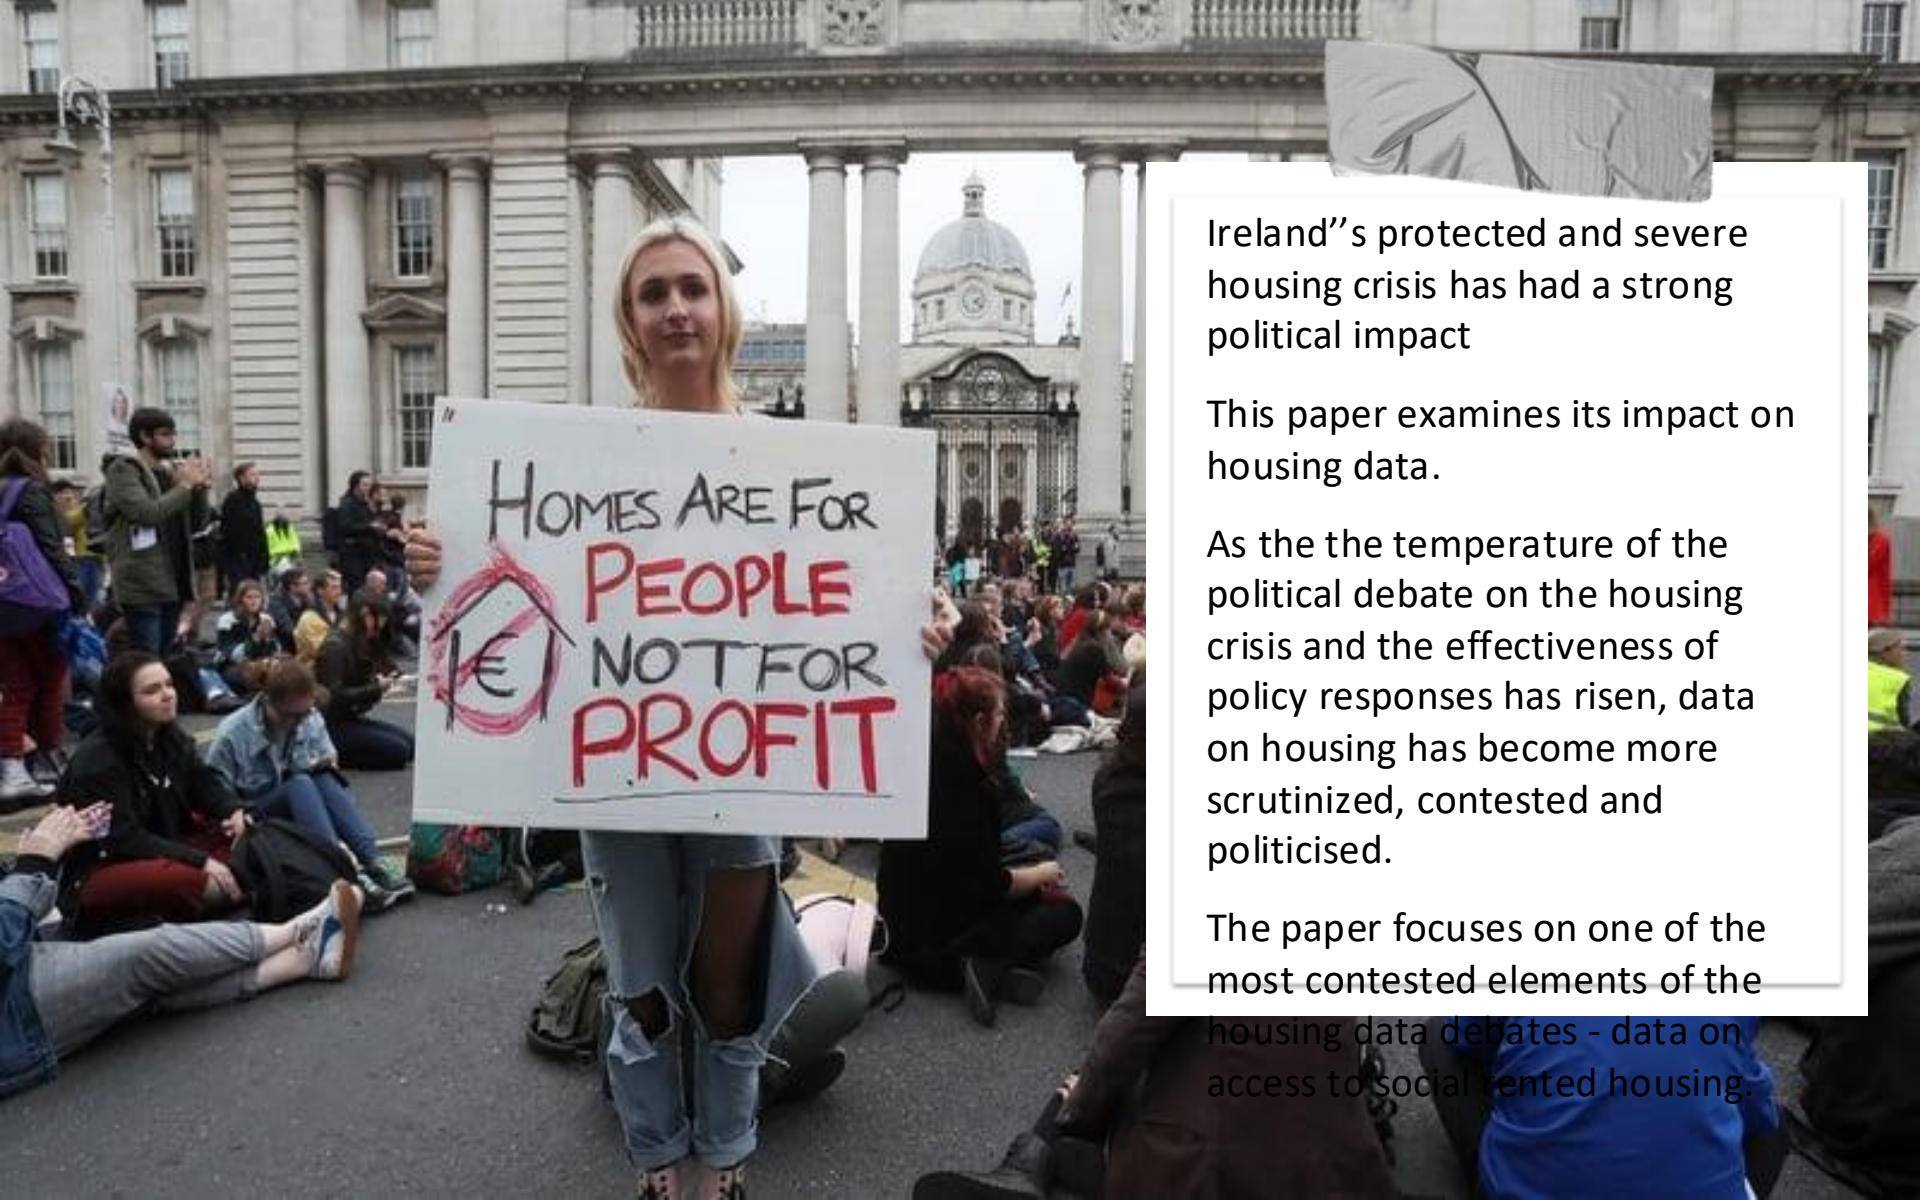 HOMES ARE FOR
PEOPLE
NOT FOR
PROFIT
€
Ireland’’s protected and severe
housing crisis has had a strong
political impact
This paper examines its impact on
housing data.
As the the temperature of the
political debate on the housing
crisis and the effectiveness of
policy responses has risen, data
on housing has become more
scrutinized, contested and
politicised.
The paper focuses on one of the
most contested elements of the
housing data debates - data on
access to social rented housing.